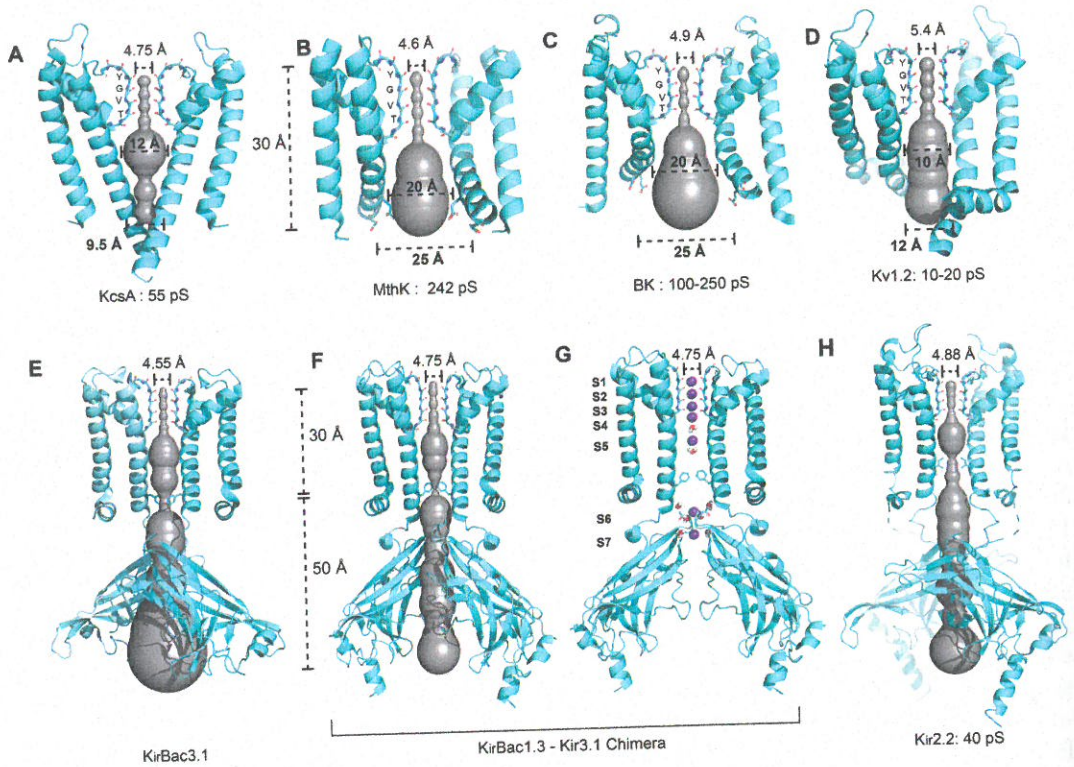 A
4.75 Å
Y
G
V
T
12 Å
9.5 Å
KcsA : 55 pS
B
4.6 Å
Y
G
V
T
30 Å
20 Å
25 Å
MthK : 242 pS
C
4.9 Å
Y
G
V
T
20 Å
25 Å
BK : 100-250 pS
D
5.4 Å
Y
G
V
T
10 Å
12 Å
Kv1.2: 10-20 pS
E
4.55 Å
KirBac3.1
F
4.75 Å
30 Å
50 Å
G
4.75 Å
S1
S2
S3
S4
S5
S6
S7
KirBac1.3 - Kir3.1 Chimera
H
4.88 Å
Kir2.2: 40 pS